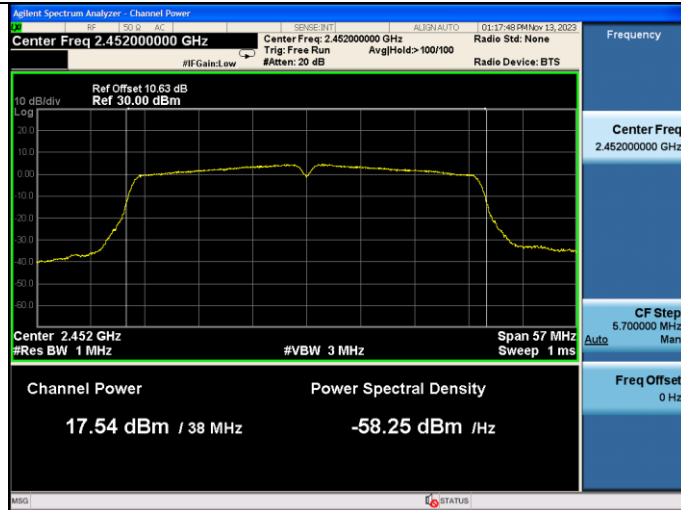 Agilent Spectrum Analyzer - Channel Power
RF 50 Ω AC SENSE:INT ALIGN AUTO 01:17:48 PM Nov 13, 2023
Center Freq 2.452000000 GHz Center Freq: 2.452000000 GHz Radio Std: None
Trig: Free Run Avg|Hold:> 100/100
#IFGain:Low #Atten: 20 dB Radio Device: BTS
Ref Offset 10.63 dB
10 dB/div Ref 30.00 dBm
Log
20.0
10.0
0.00
-10.0
-20.0
-30.0
-40.0
-50.0
-60.0
Center 2.452 GHz Span 57 MHz
#Res BW 1 MHz #VBW 3 MHz Sweep 1 ms
Channel Power Power Spectral Density
17.54 dBm / 38 MHz -58.25 dBm /Hz
MSG STATUS
Frequency
Center Freq
2.452000000 GHz
CF Step
5.700000 MHz
Auto Man
Freq Offset
0 Hz